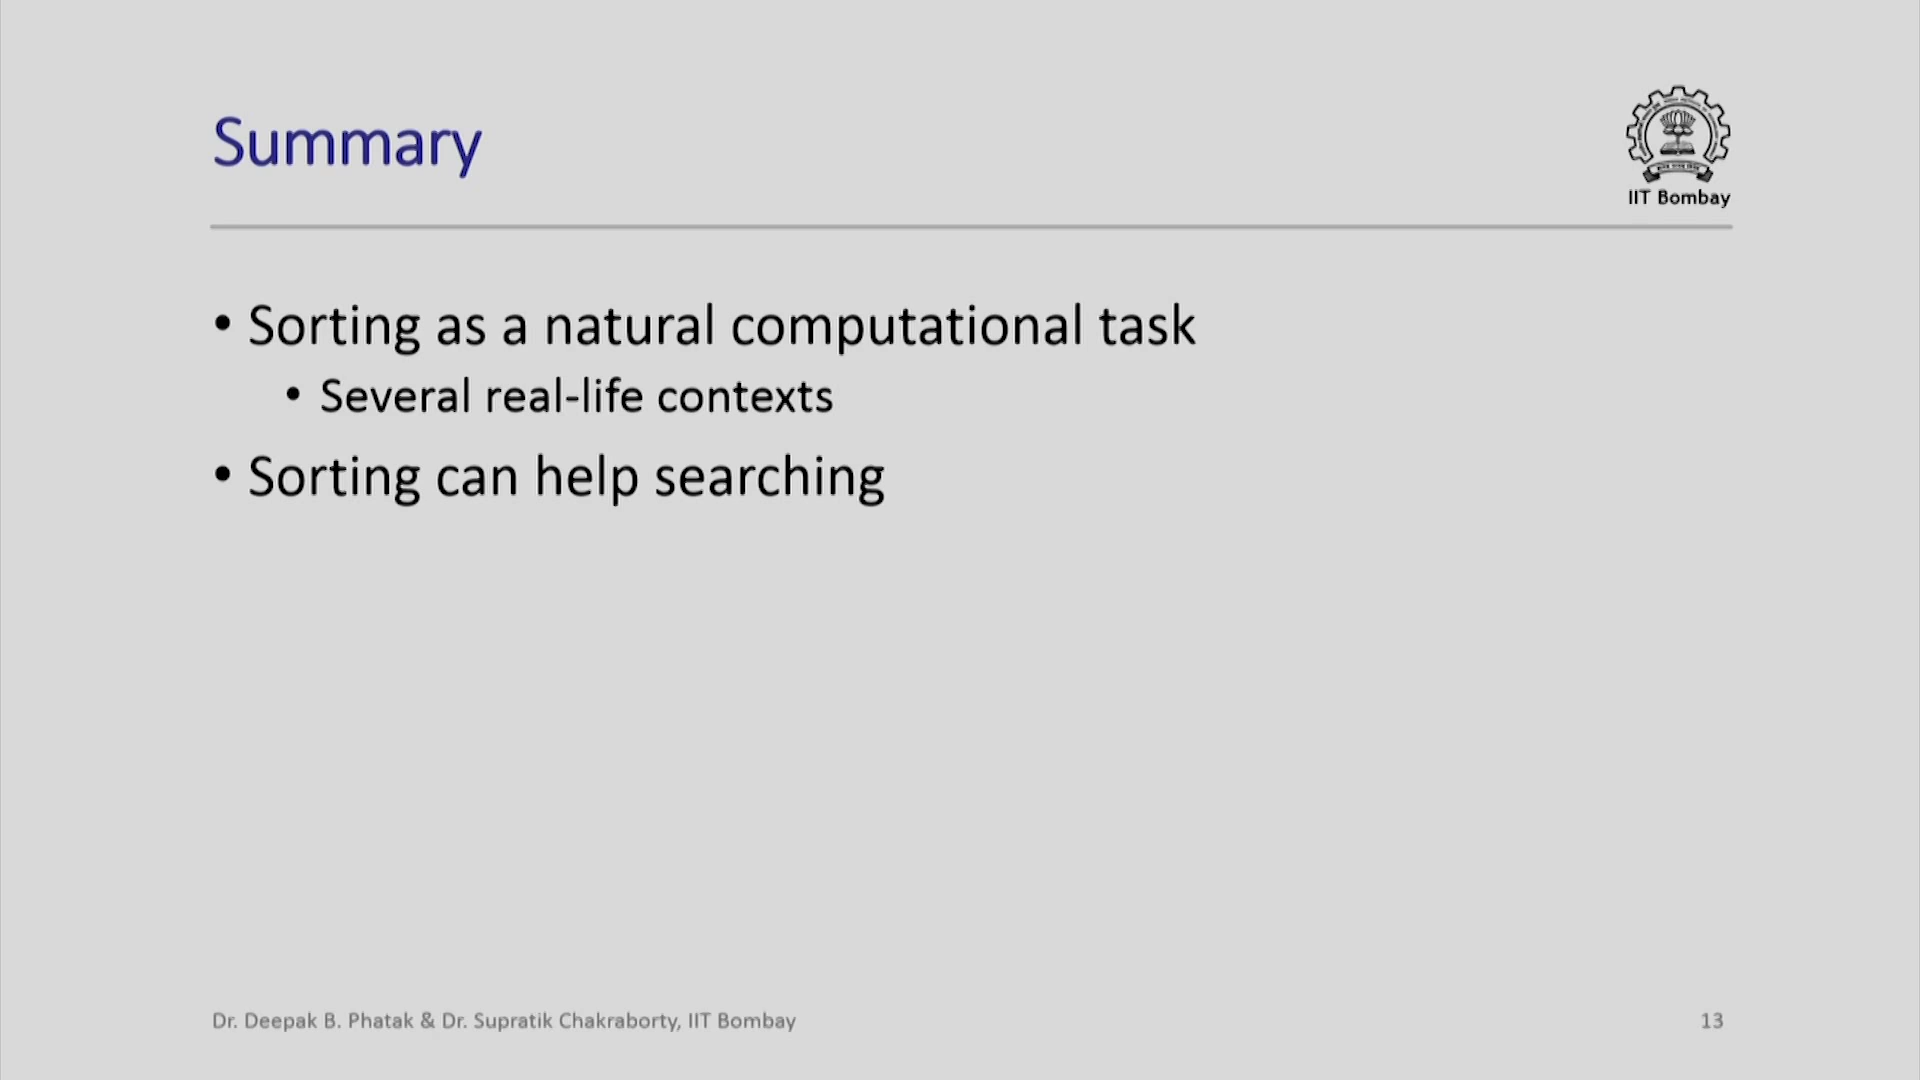 Summary
IIT Bombay
• Sorting as a natural computational task
• Several real-life contexts
• Sorting can help searching
Dr. Deepak B. Phatak & Dr. Supratik Chakraborty, IIT Bombay
13